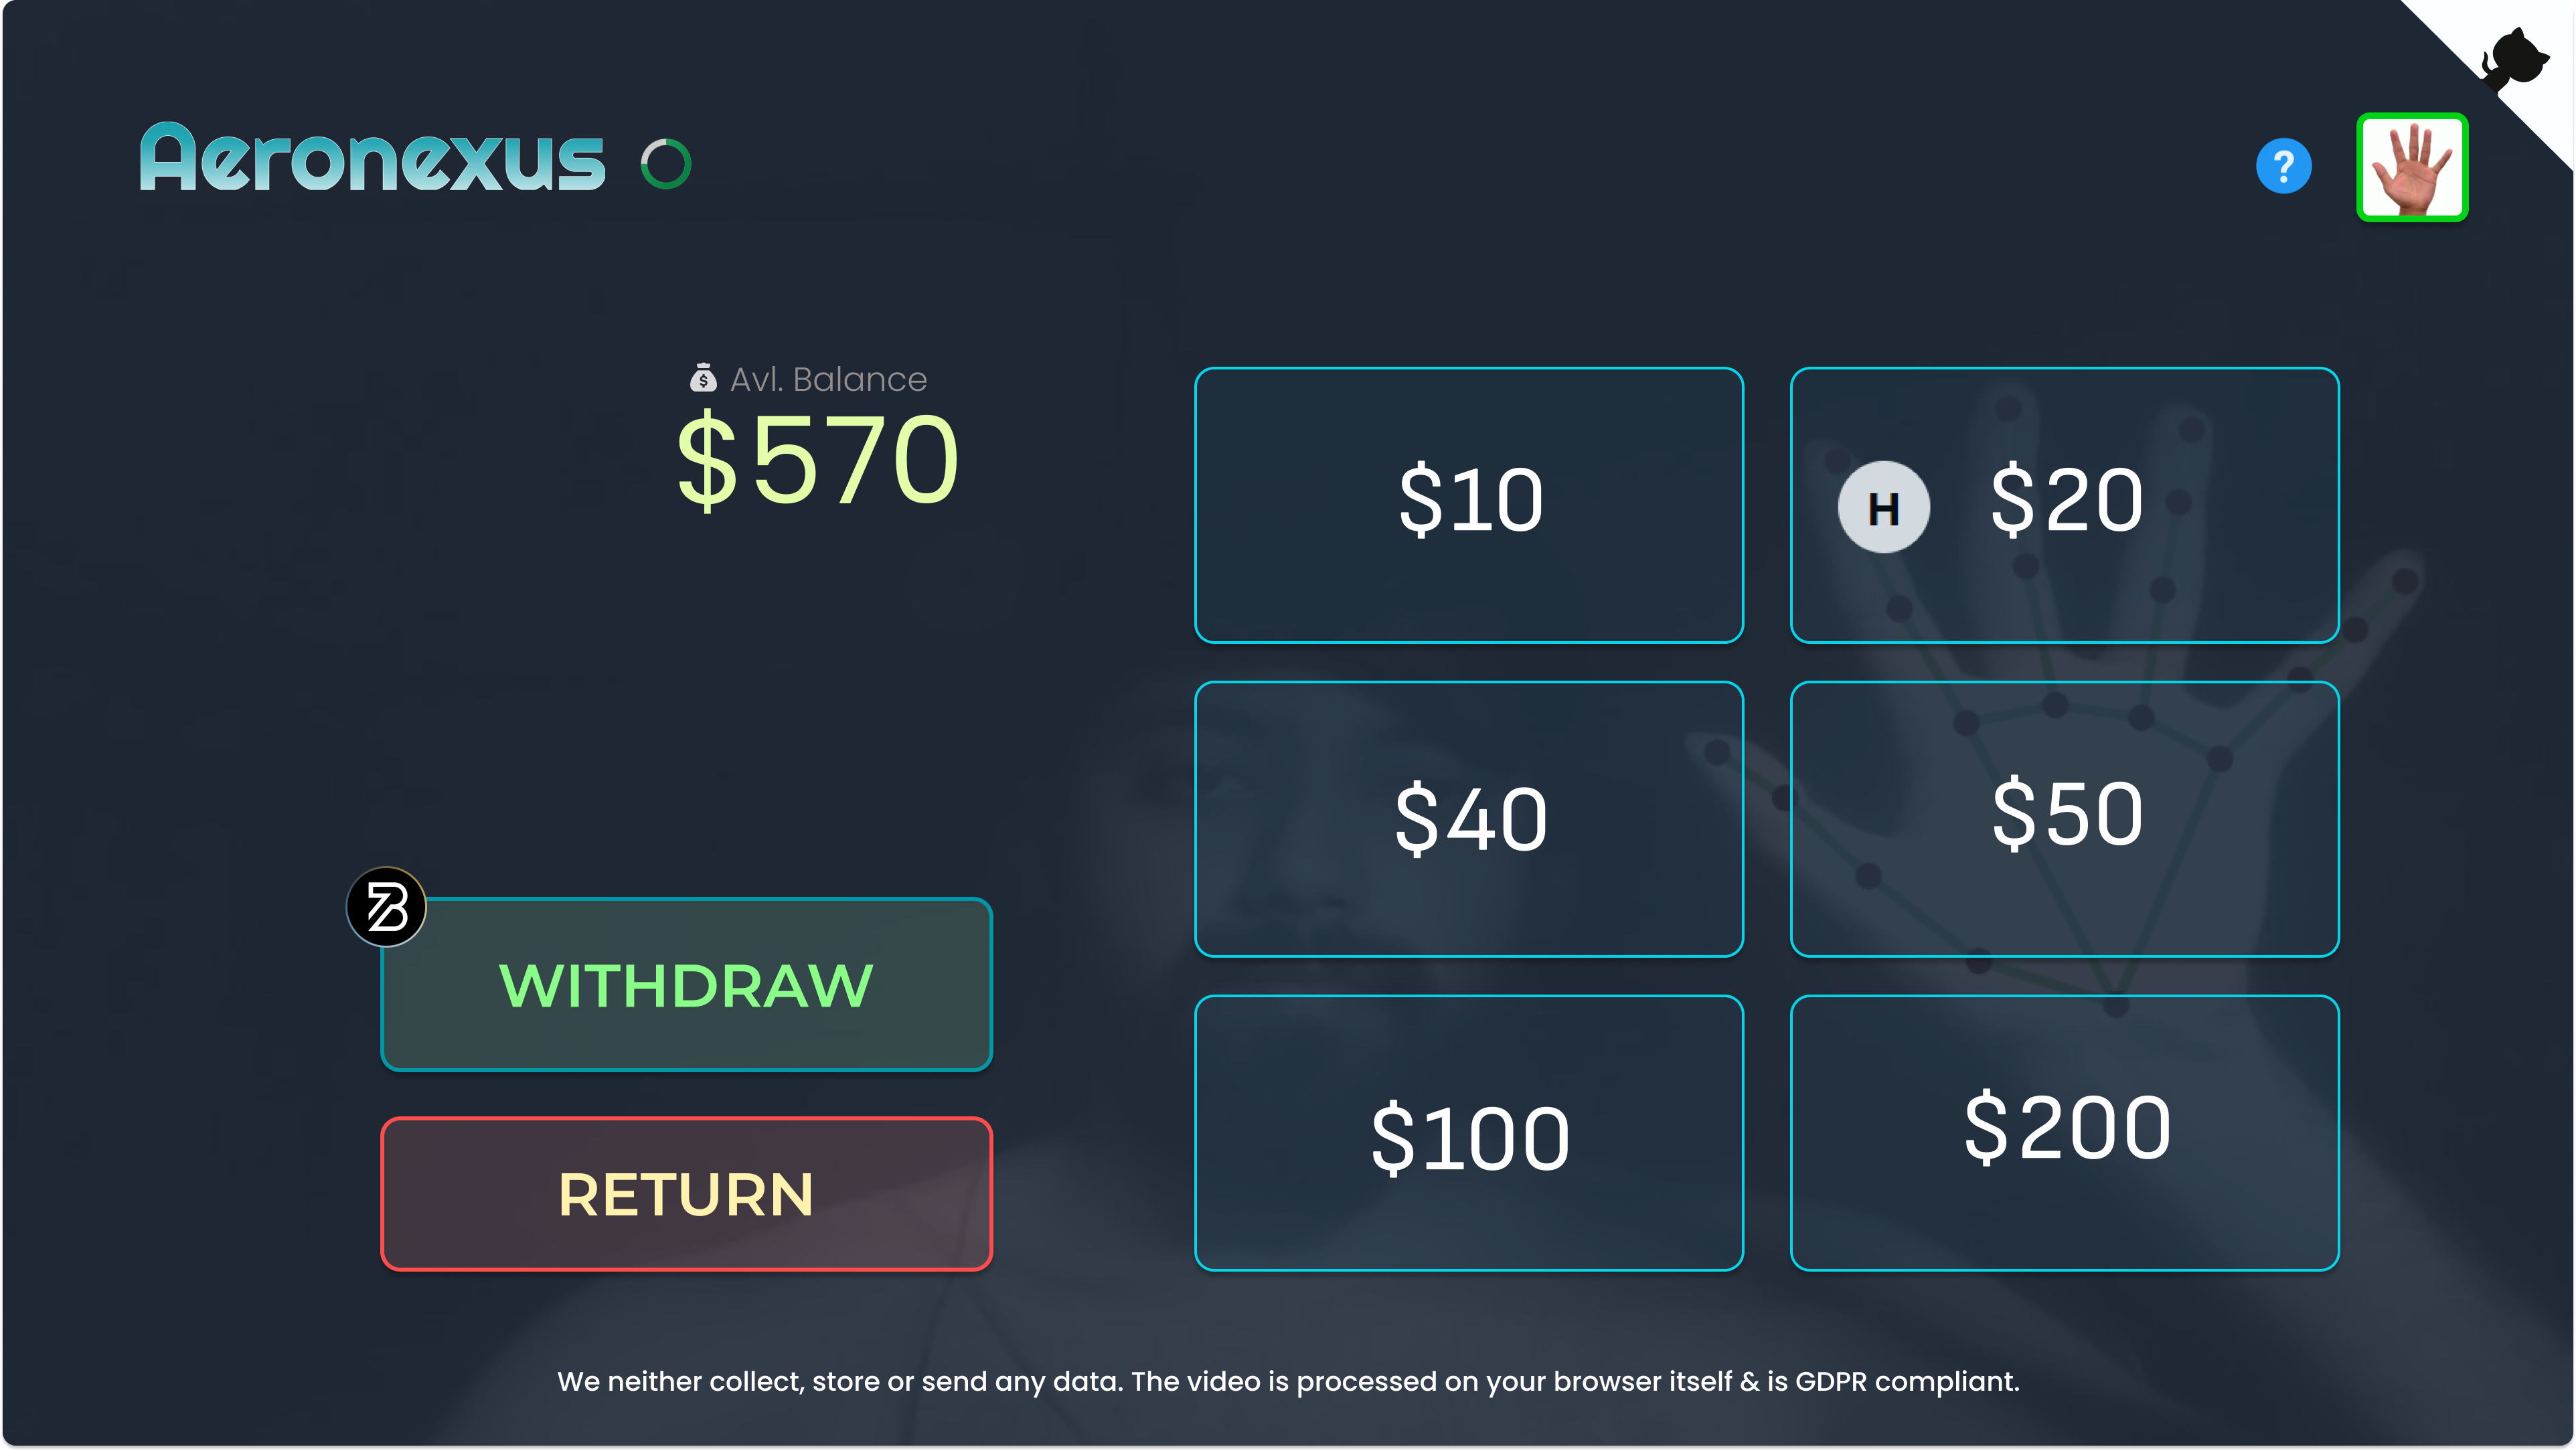 Aeronexus
?
Avl. Balance
$570
$10
H
$20
$40
$50
WITHDRAW
RETURN
$100
$200
We neither collect, store or send any data. The video is processed on your browser itself & is GDPR compliant.